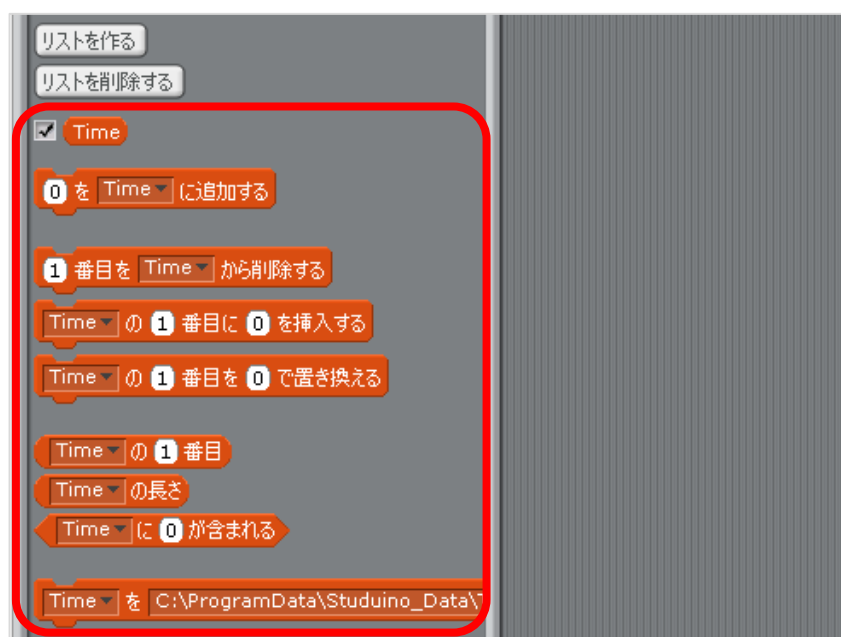 リストを作る
リストを削除する
Time
0 を Time に追加する
1 番目を Time から削除する
Time の 1 番目に 0 を挿入する
Time の 1 番目を 0 で置き換える
Time の 1 番目
Time の長さ
Time に 0 が含まれる
Time を C:\ProgramData\Studuino_Data\T